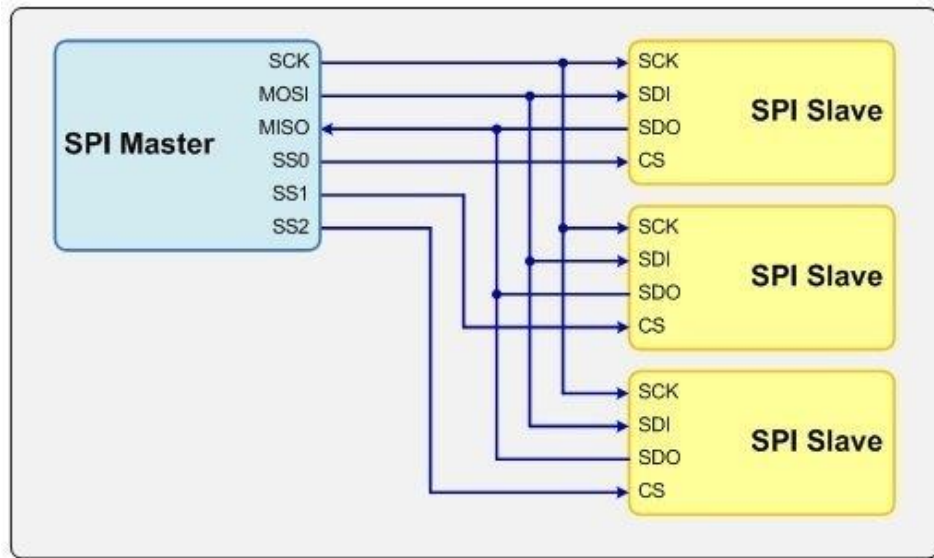 SPI Master
SCK
MOSI
MISO
SS0
SS1
SS2
SCK
SDI
SDO
CS
SPI Slave
SCK
SDI
SDO
CS
SPI Slave
SCK
SDI
SDO
CS
SPI Slave